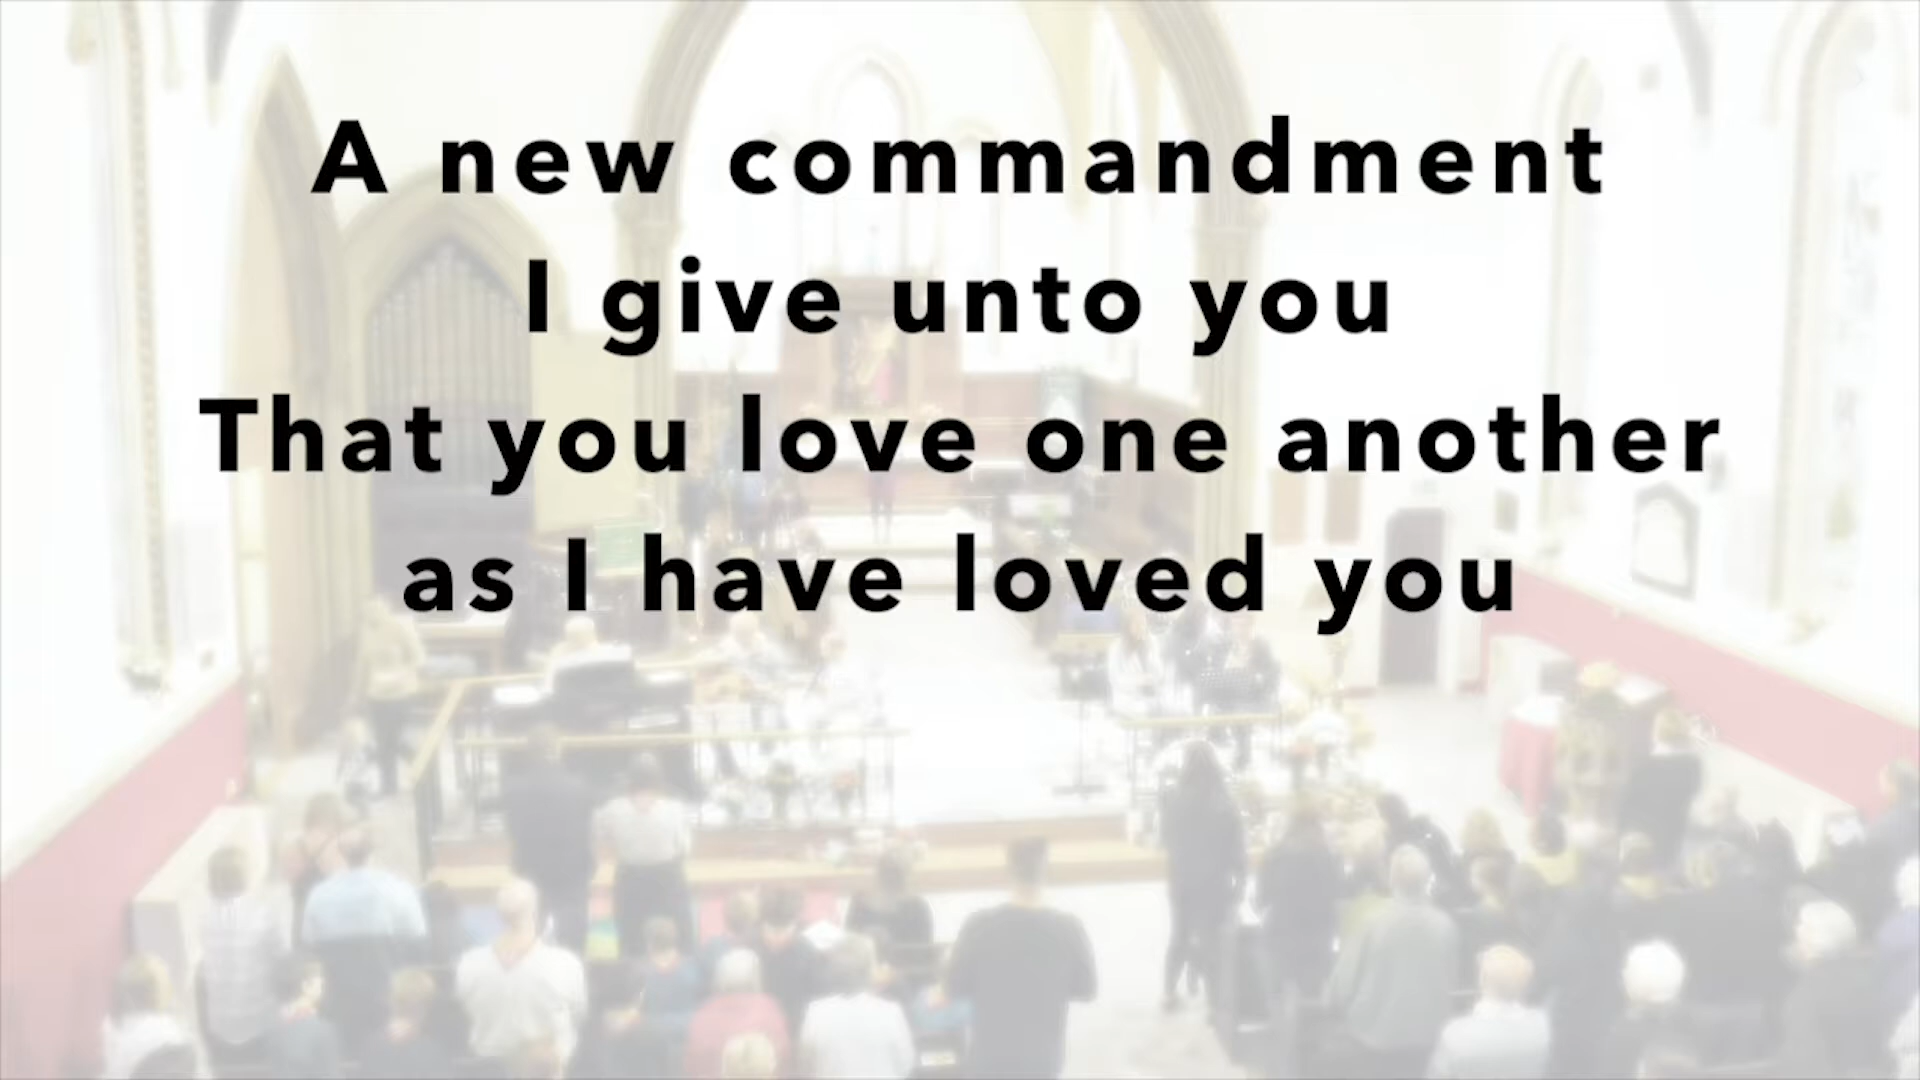 A new commandment
I give unto you
That you love one another
as I have loved you